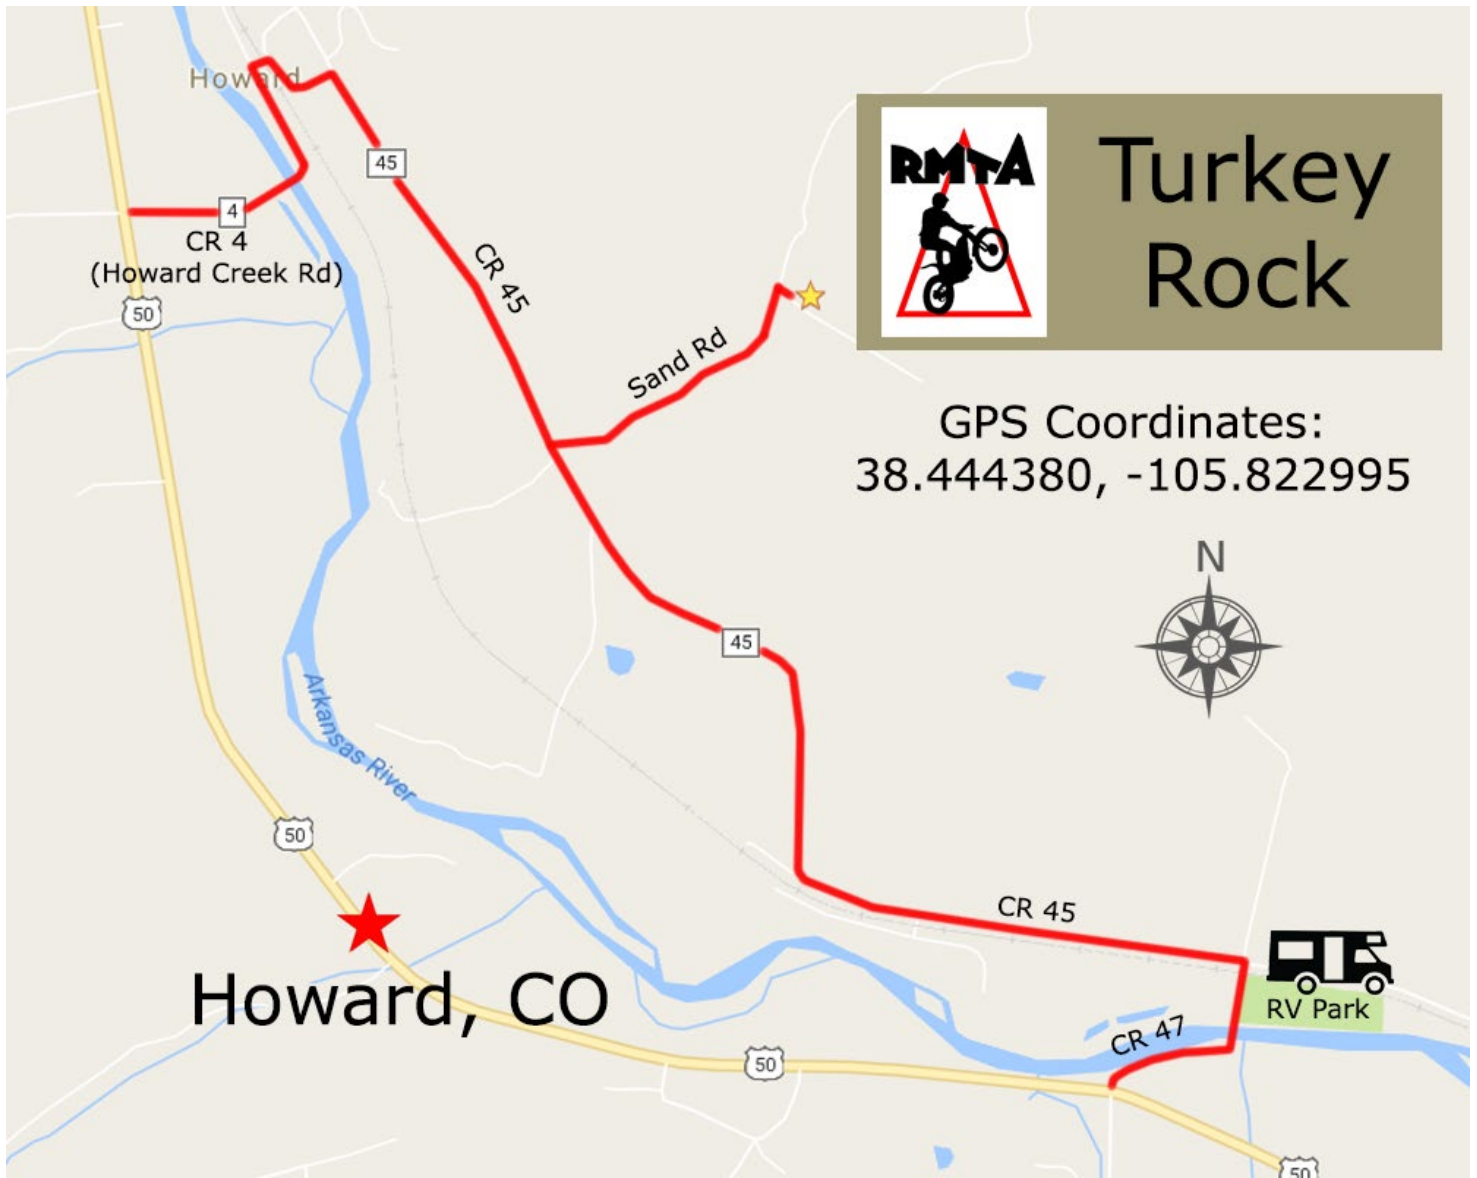 Howard
RMTA
Turkey
Rock
45
4
CR 4
(Howard Creek Rd)
CR 45
50
Sand Rd
GPS Coordinates:
38.444380, -105.822995
N
45
Arkansas River
50
CR 45
Howard, CO
RV Park
CR 47
50
50